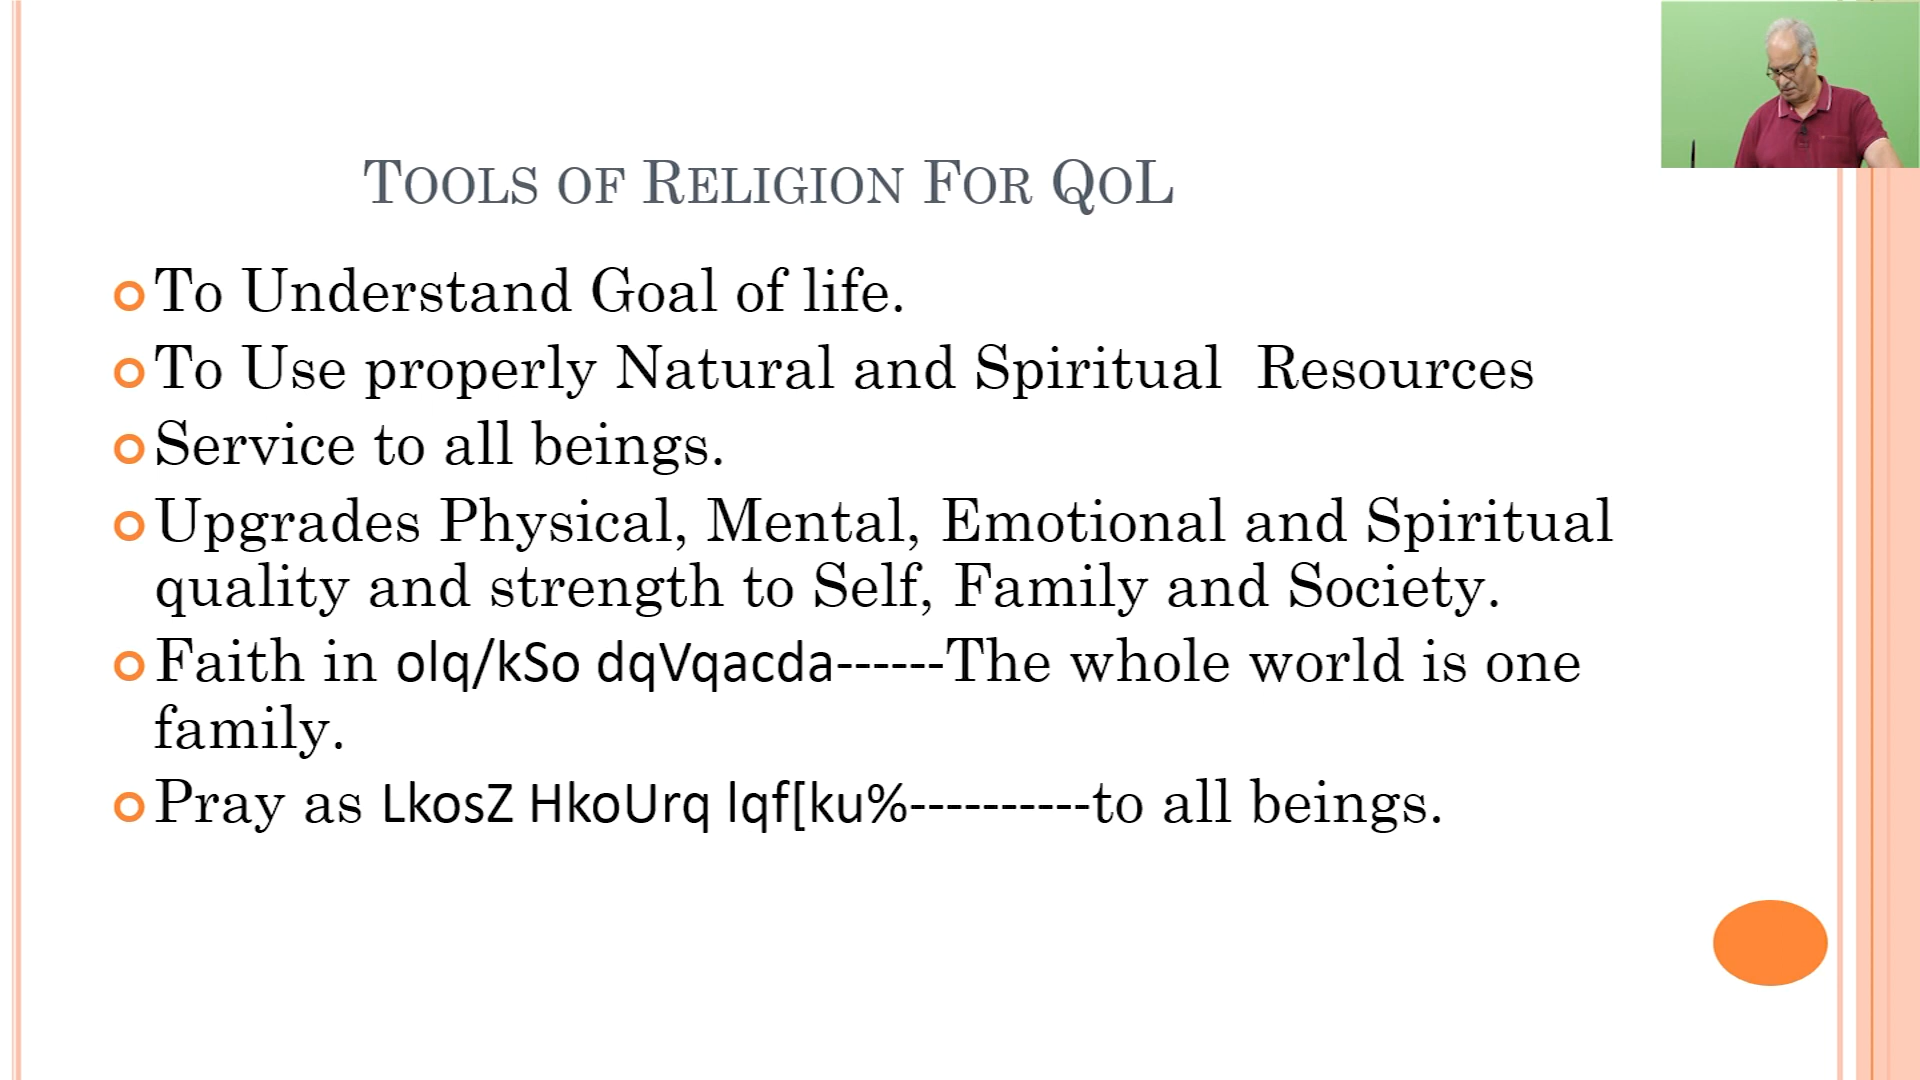 TOOLS OF RELIGION FOR QOL
To Understand Goal of life.
To Use properly Natural and Spiritual Resources
Service to all beings.
Upgrades Physical, Mental, Emotional and Spiritual
quality and strength to Self, Family and Society.
Faith in olq/kSo dqVqacda------The whole world is one
family.
Pray as LkosZ HkoUrq lqf[ku%----------to all beings.